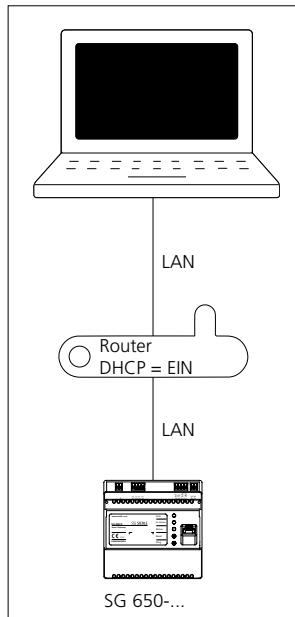 LAN
Router
DHCP = EIN
LAN
SG 650-...